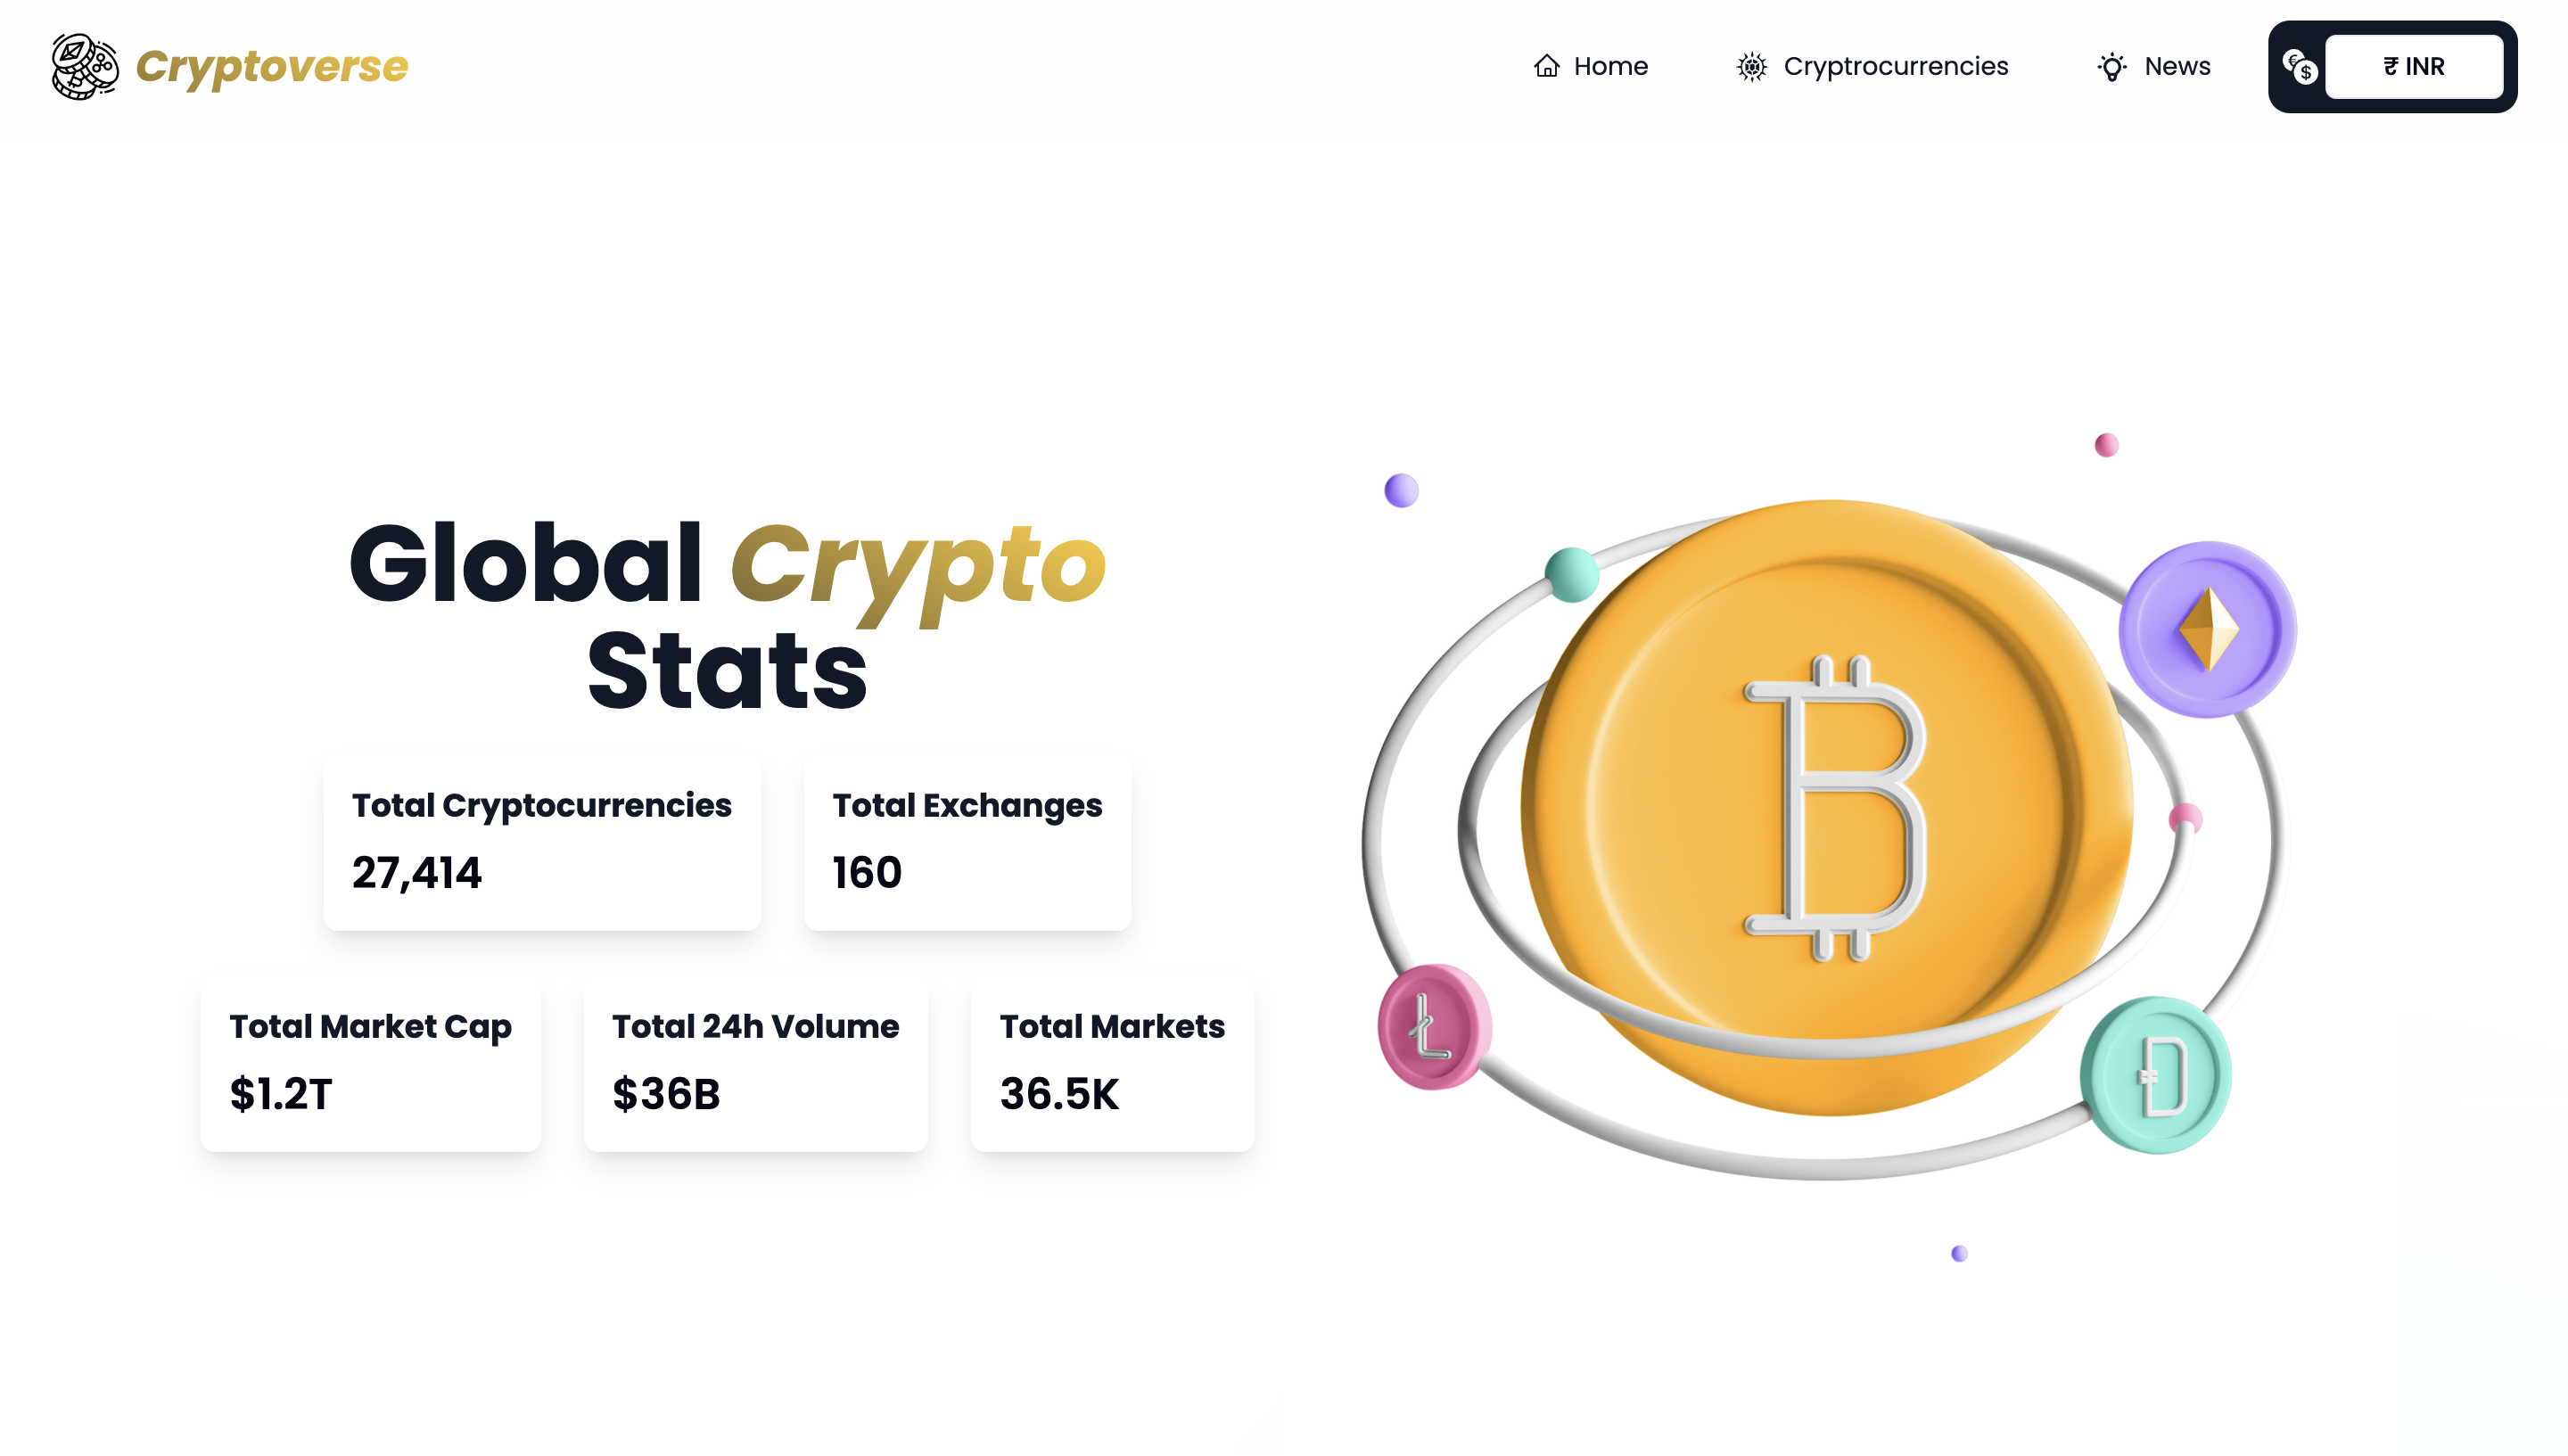 Cryptoverse
Home
Cryptrocurrencies
News
₹ INR
Global Crypto
Stats
Total Cryptocurrencies
27,414
Total Exchanges
160
Total Market Cap
$1.2T
Total 24h Volume
$36B
Total Markets
36.5K